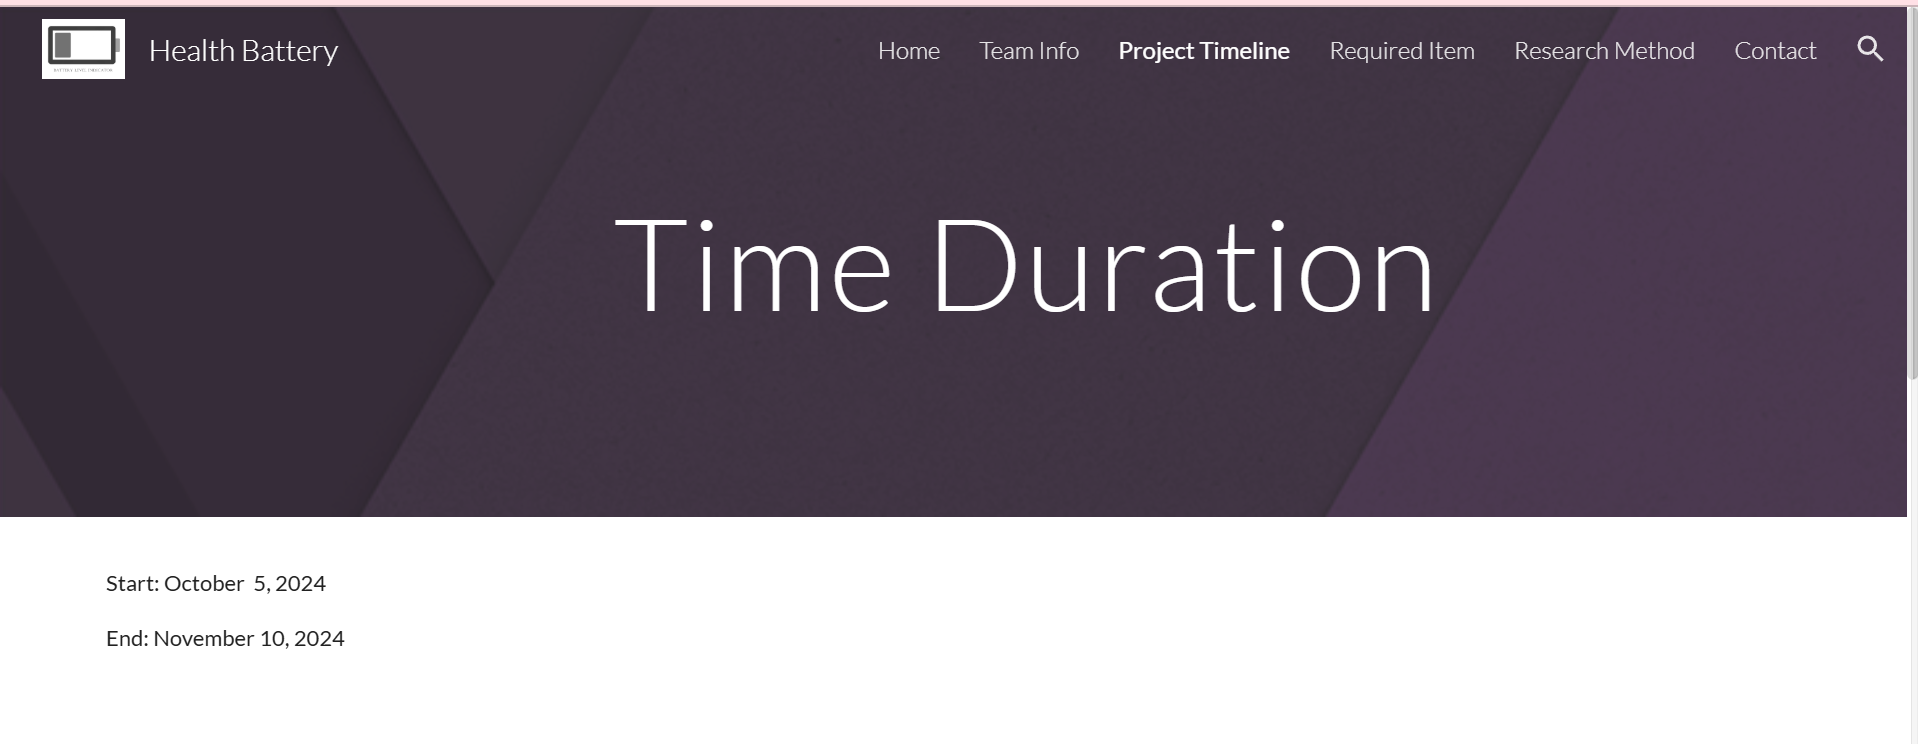 Health Battery
Home Team Info Project Timeline Required Item Research Method Contact
Time Duration
Start: October  5, 2024
End: November 10, 2024